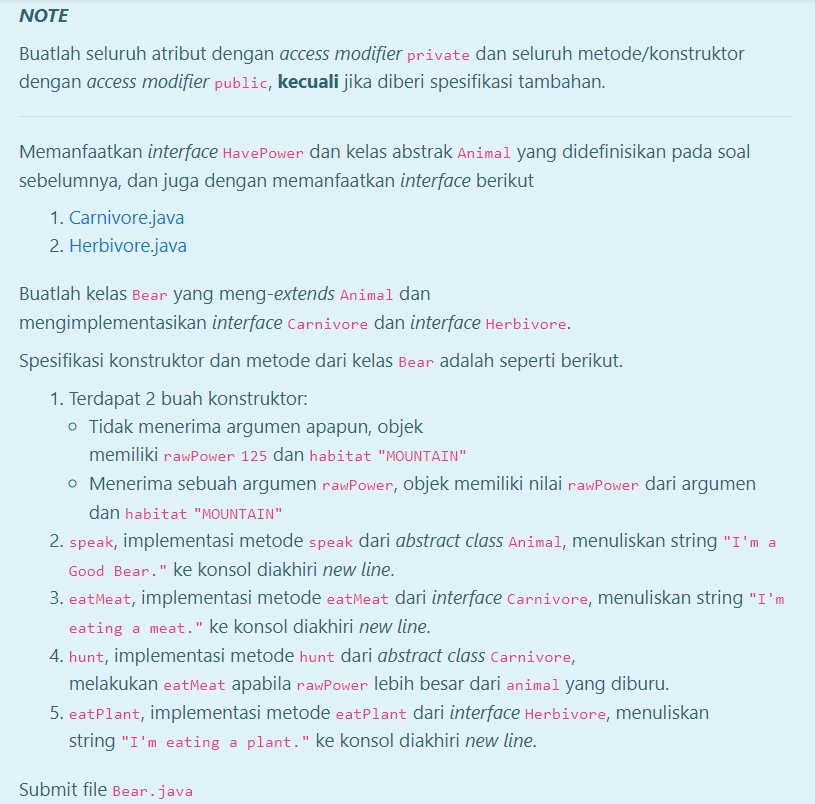 NOTE
Buatlah seluruh atribut dengan access modifier private dan seluruh metode/konstruktor
dengan access modifier public, kecuali jika diberi spesifikasi tambahan.
Memanfaatkan interface HavePower dan kelas abstrak Animal yang didefinisikan pada soal
sebelumnya, dan juga dengan memanfaatkan interface berikut
1. Carnivore.java
2. Herbivore.java
Buatlah kelas Bear yang meng-extends Animal dan
mengimplementasikan interface Carnivore dan interface Herbivore.
Spesifikasi konstruktor dan metode dari kelas Bear adalah seperti berikut.
1. Terdapat 2 buah konstruktor:
○ Tidak menerima argumen apapun, objek
memiliki rawPower 125 dan habitat "MOUNTAIN"
○ Menerima sebuah argumen rawPower, objek memiliki nilai rawPower dari argumen
dan habitat "MOUNTAIN"
2. speak, implementasi metode speak dari abstract class Animal, menuliskan string "I'm a
Good Bear." ke konsol diakhiri new line.
3. eatMeat, implementasi metode eatMeat dari interface Carnivore, menuliskan string "I'm
eating a meat." ke konsol diakhiri new line.
4. hunt, implementasi metode hunt dari abstract class Carnivore,
melakukan eatMeat apabila rawPower lebih besar dari animal yang diburu.
5. eatPlant, implementasi metode eatPlant dari interface Herbivore, menuliskan
string "I'm eating a plant." ke konsol diakhiri new line.
Submit file Bear.java